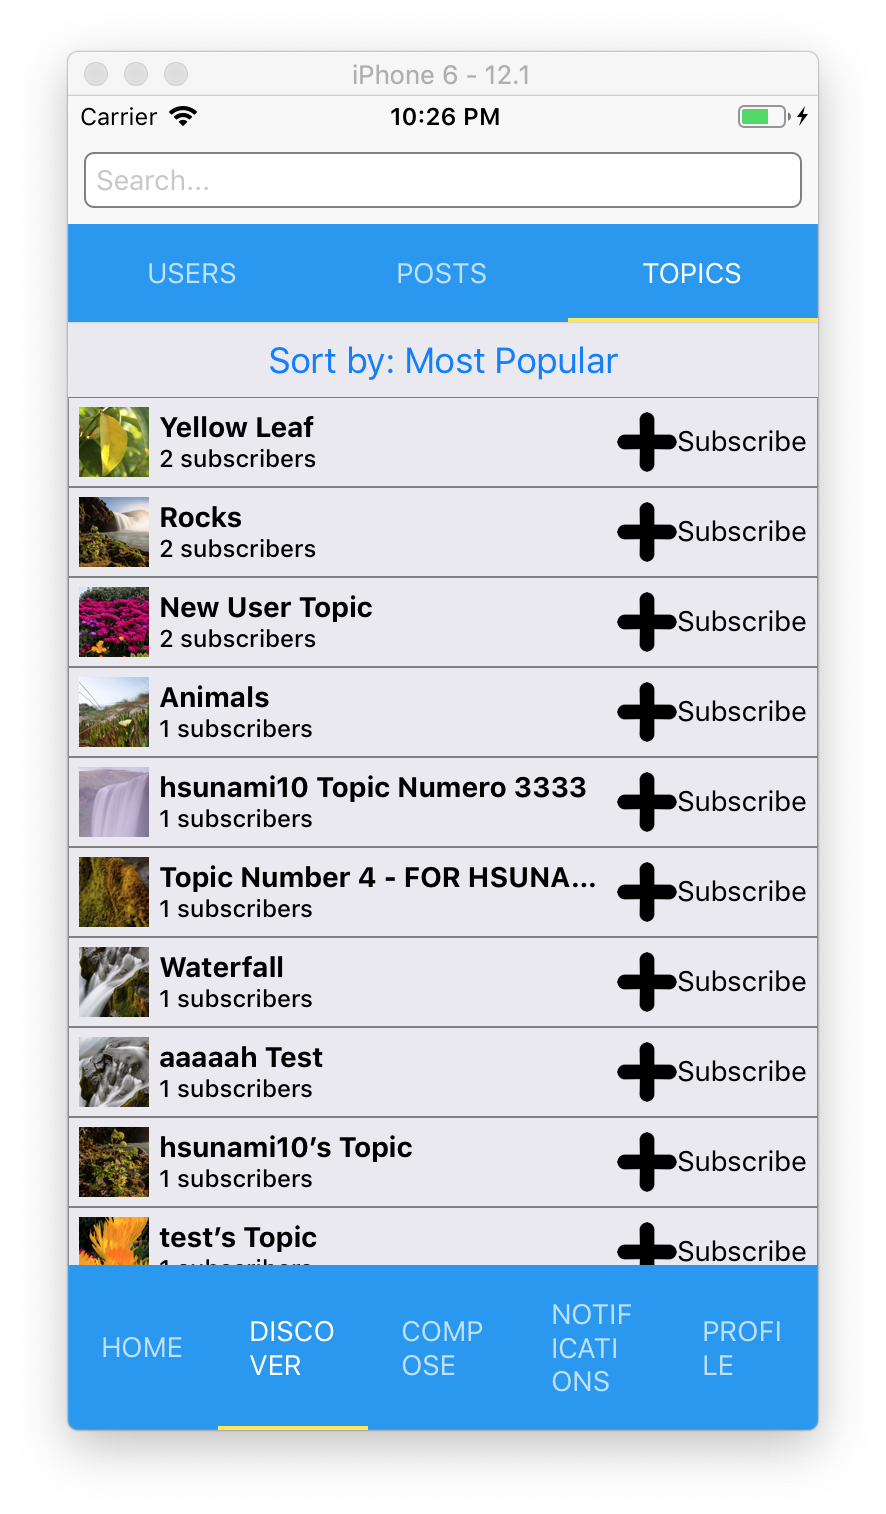 iPhone 6 - 12.1
Carrier 10:26 PM
Search...
USERS POSTS TOPICS
Sort by: Most Popular
Yellow Leaf
2 subscribers
Subscribe
Rocks
2 subscribers
Subscribe
New User Topic
2 subscribers
Subscribe
Animals
1 subscribers
Subscribe
hsunami10 Topic Numero 3333
1 subscribers
Subscribe
Topic Number 4 - FOR HSUNA...
1 subscribers
Subscribe
Waterfall
1 subscribers
Subscribe
aaaaah Test
1 subscribers
Subscribe
hsunami10’s Topic
1 subscribers
Subscribe
test’s Topic
1 subscribers
Subscribe
HOME
DISCO
VER
COMP
OSE
NOTIF
ICATI
ONS
PROFI
LE